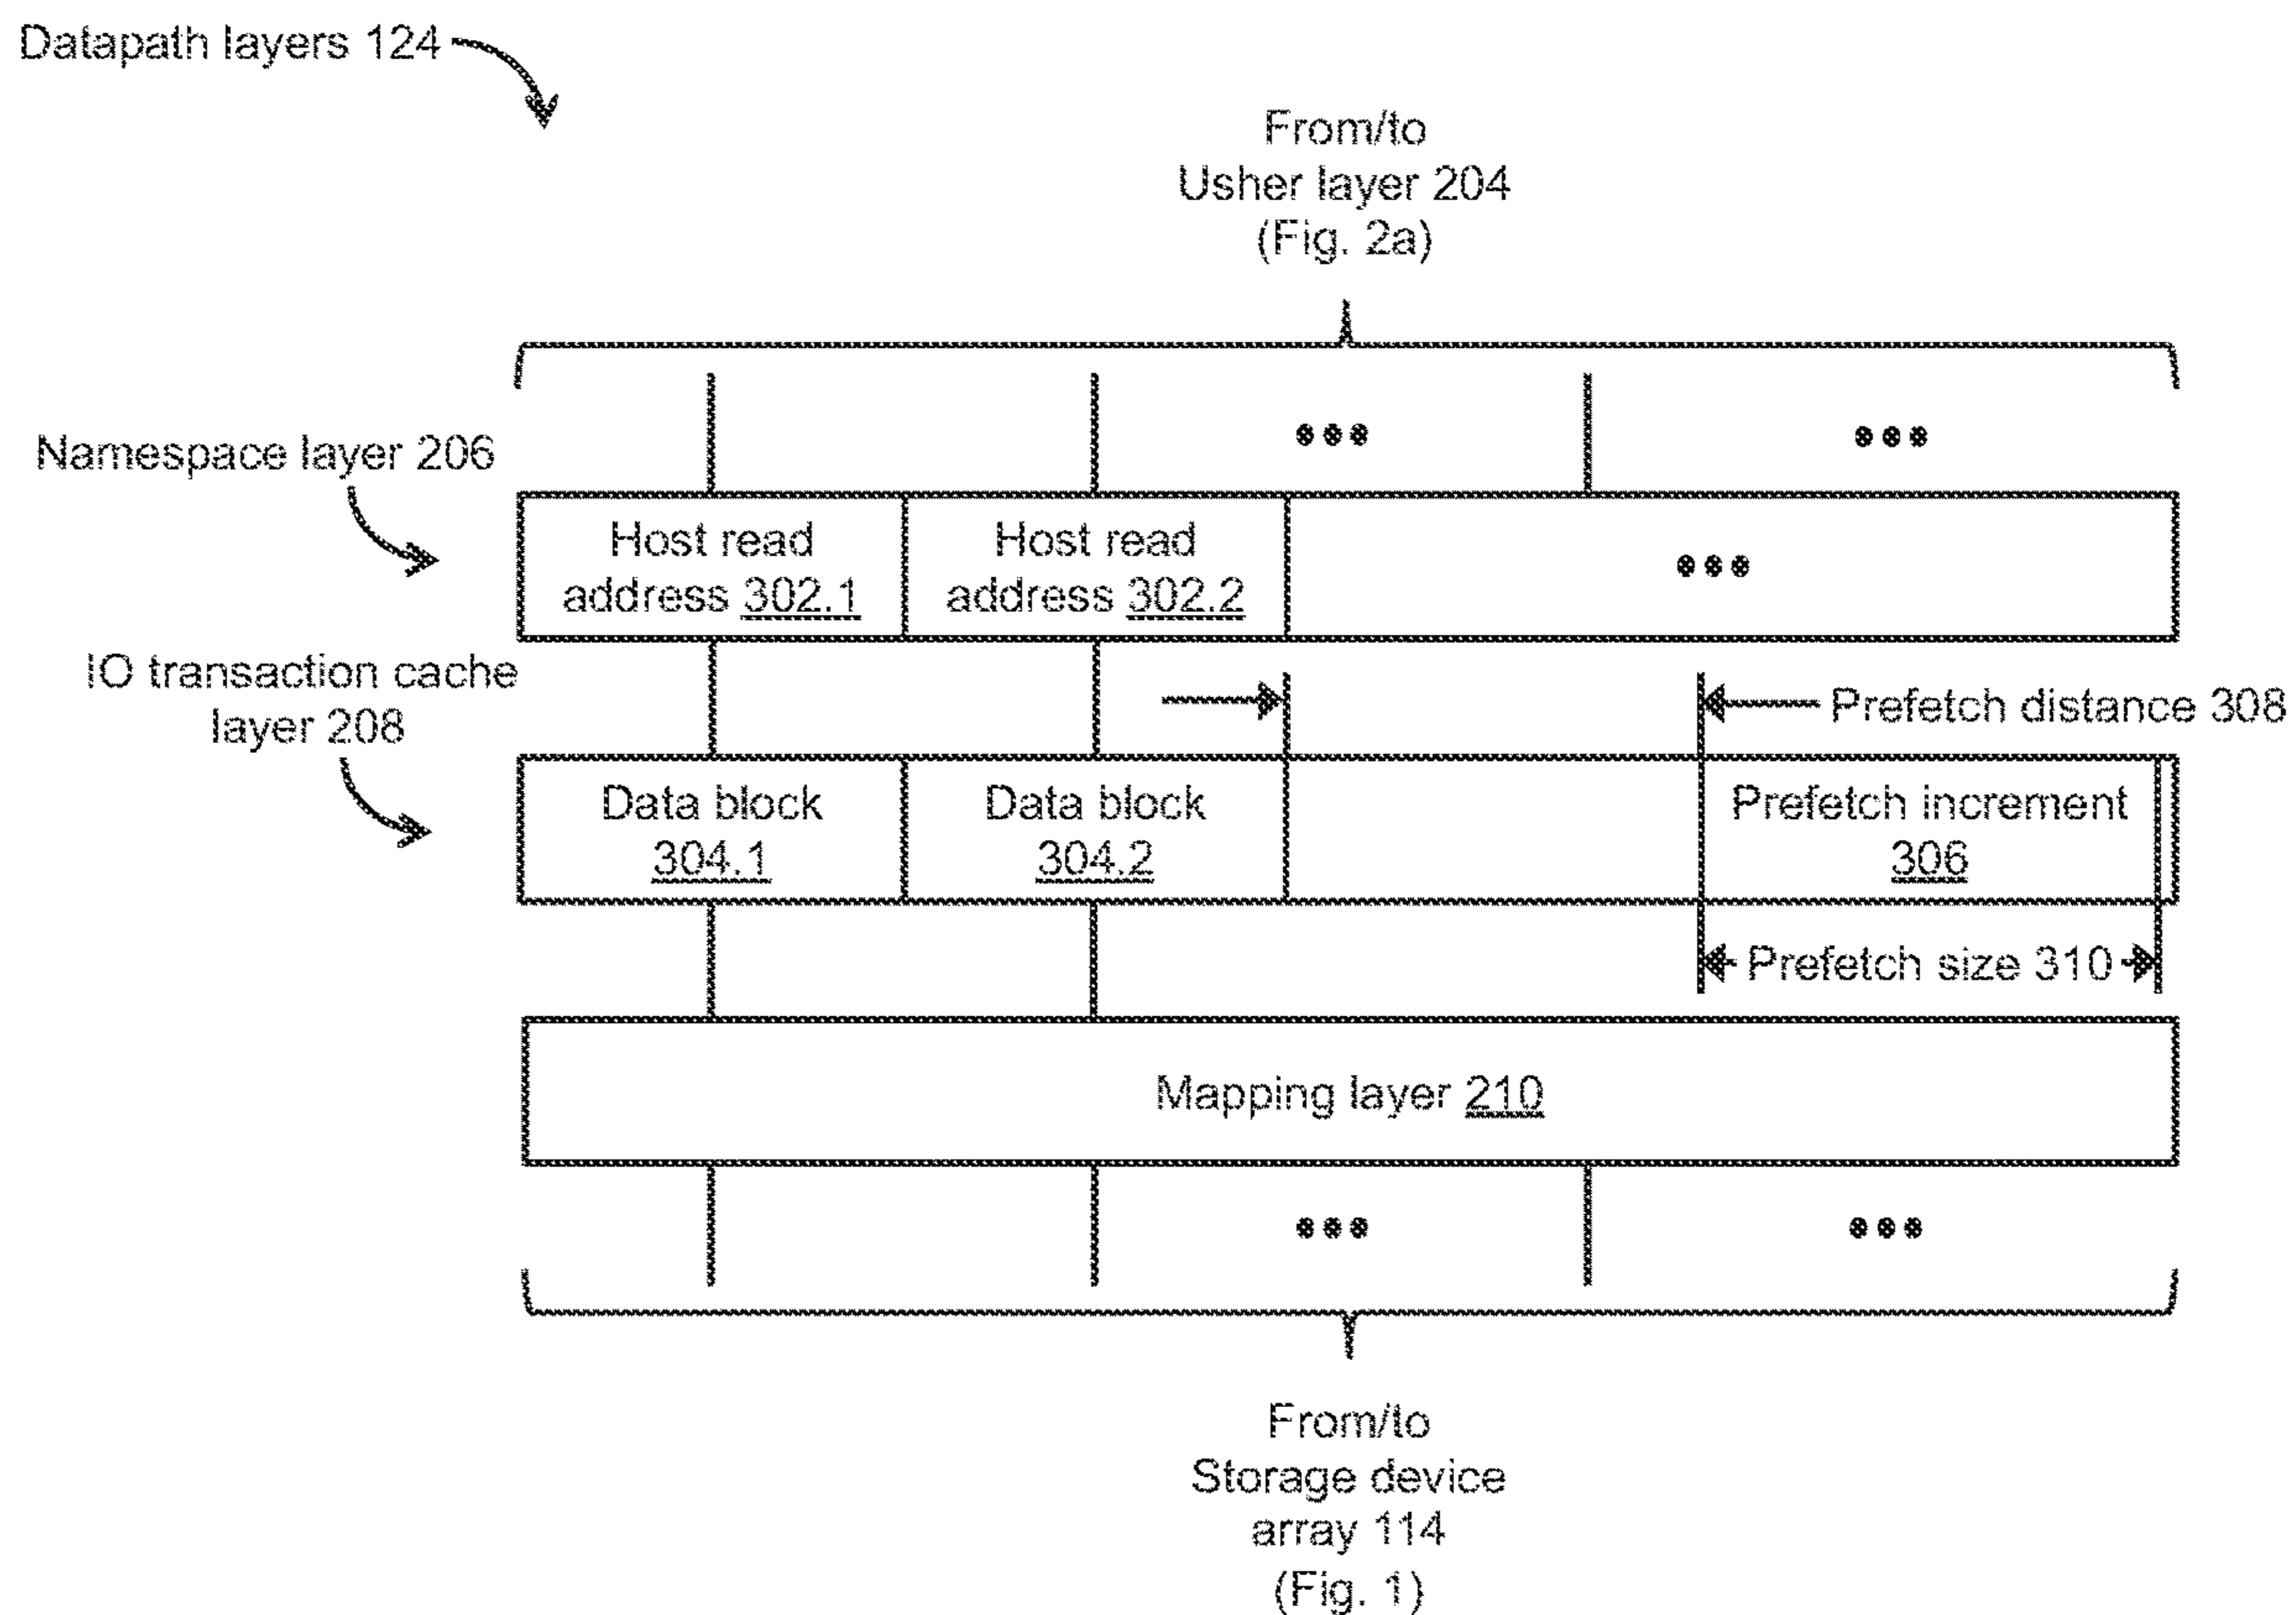 Datapath layers 124
From/to
Usher layer 204
(Fig. 2a)
Namespace layer 206
Host read
address 302.1
Host read
address 302.2
IO transaction cache
layer 208
Prefetch distance 308
Data block
304.1
Data block
304.2
Prefetch increment
306
Prefetch size 310
Mapping layer 210
From/to
Storage device
array 114
(Fig. 1)